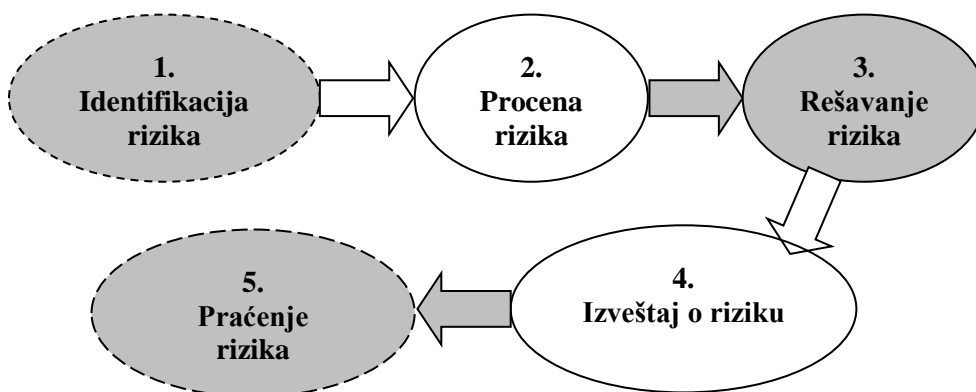 1.
Identifikacija
rizika
2.
Procena
rizika
3.
Rešavanje
rizika
4.
Izveštaj o riziku
5.
Praćenje
rizika